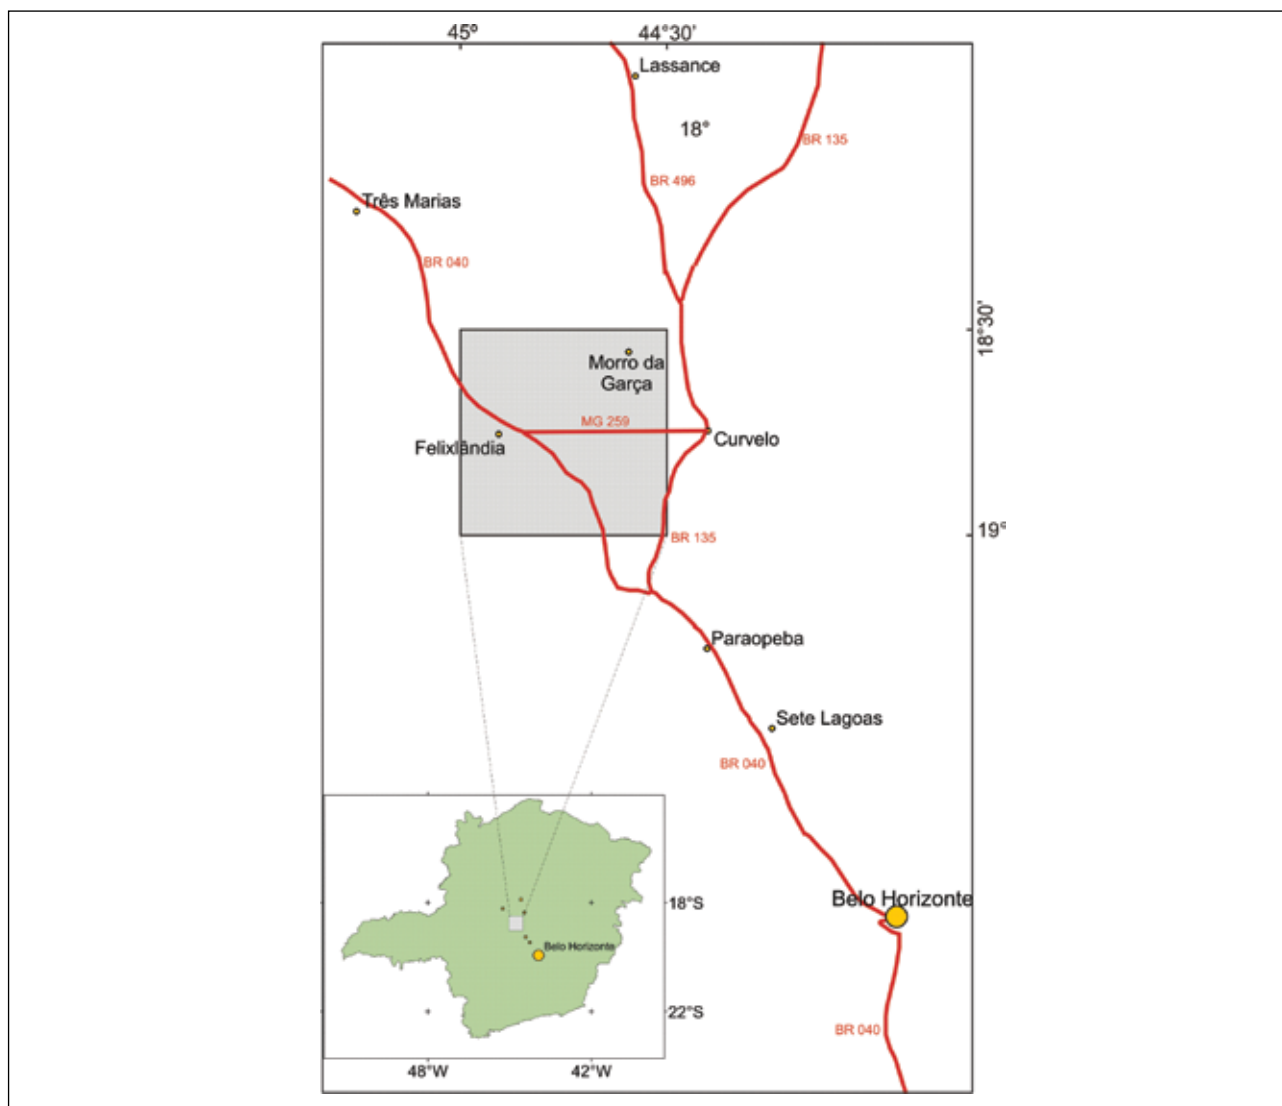 45º
44°30'
Lassance
18°
BR 135
BR 496
Três Marias
BR 040
18°30'
Morro da
Garça
MG 259
Curvelo
Felixlândia
19°
BR 135
Paraopeba
Sete Lagoas
BR 040
Belo Horizonte
18°S
Belo Horizonte
22°S
BR 040
48°W
42°W